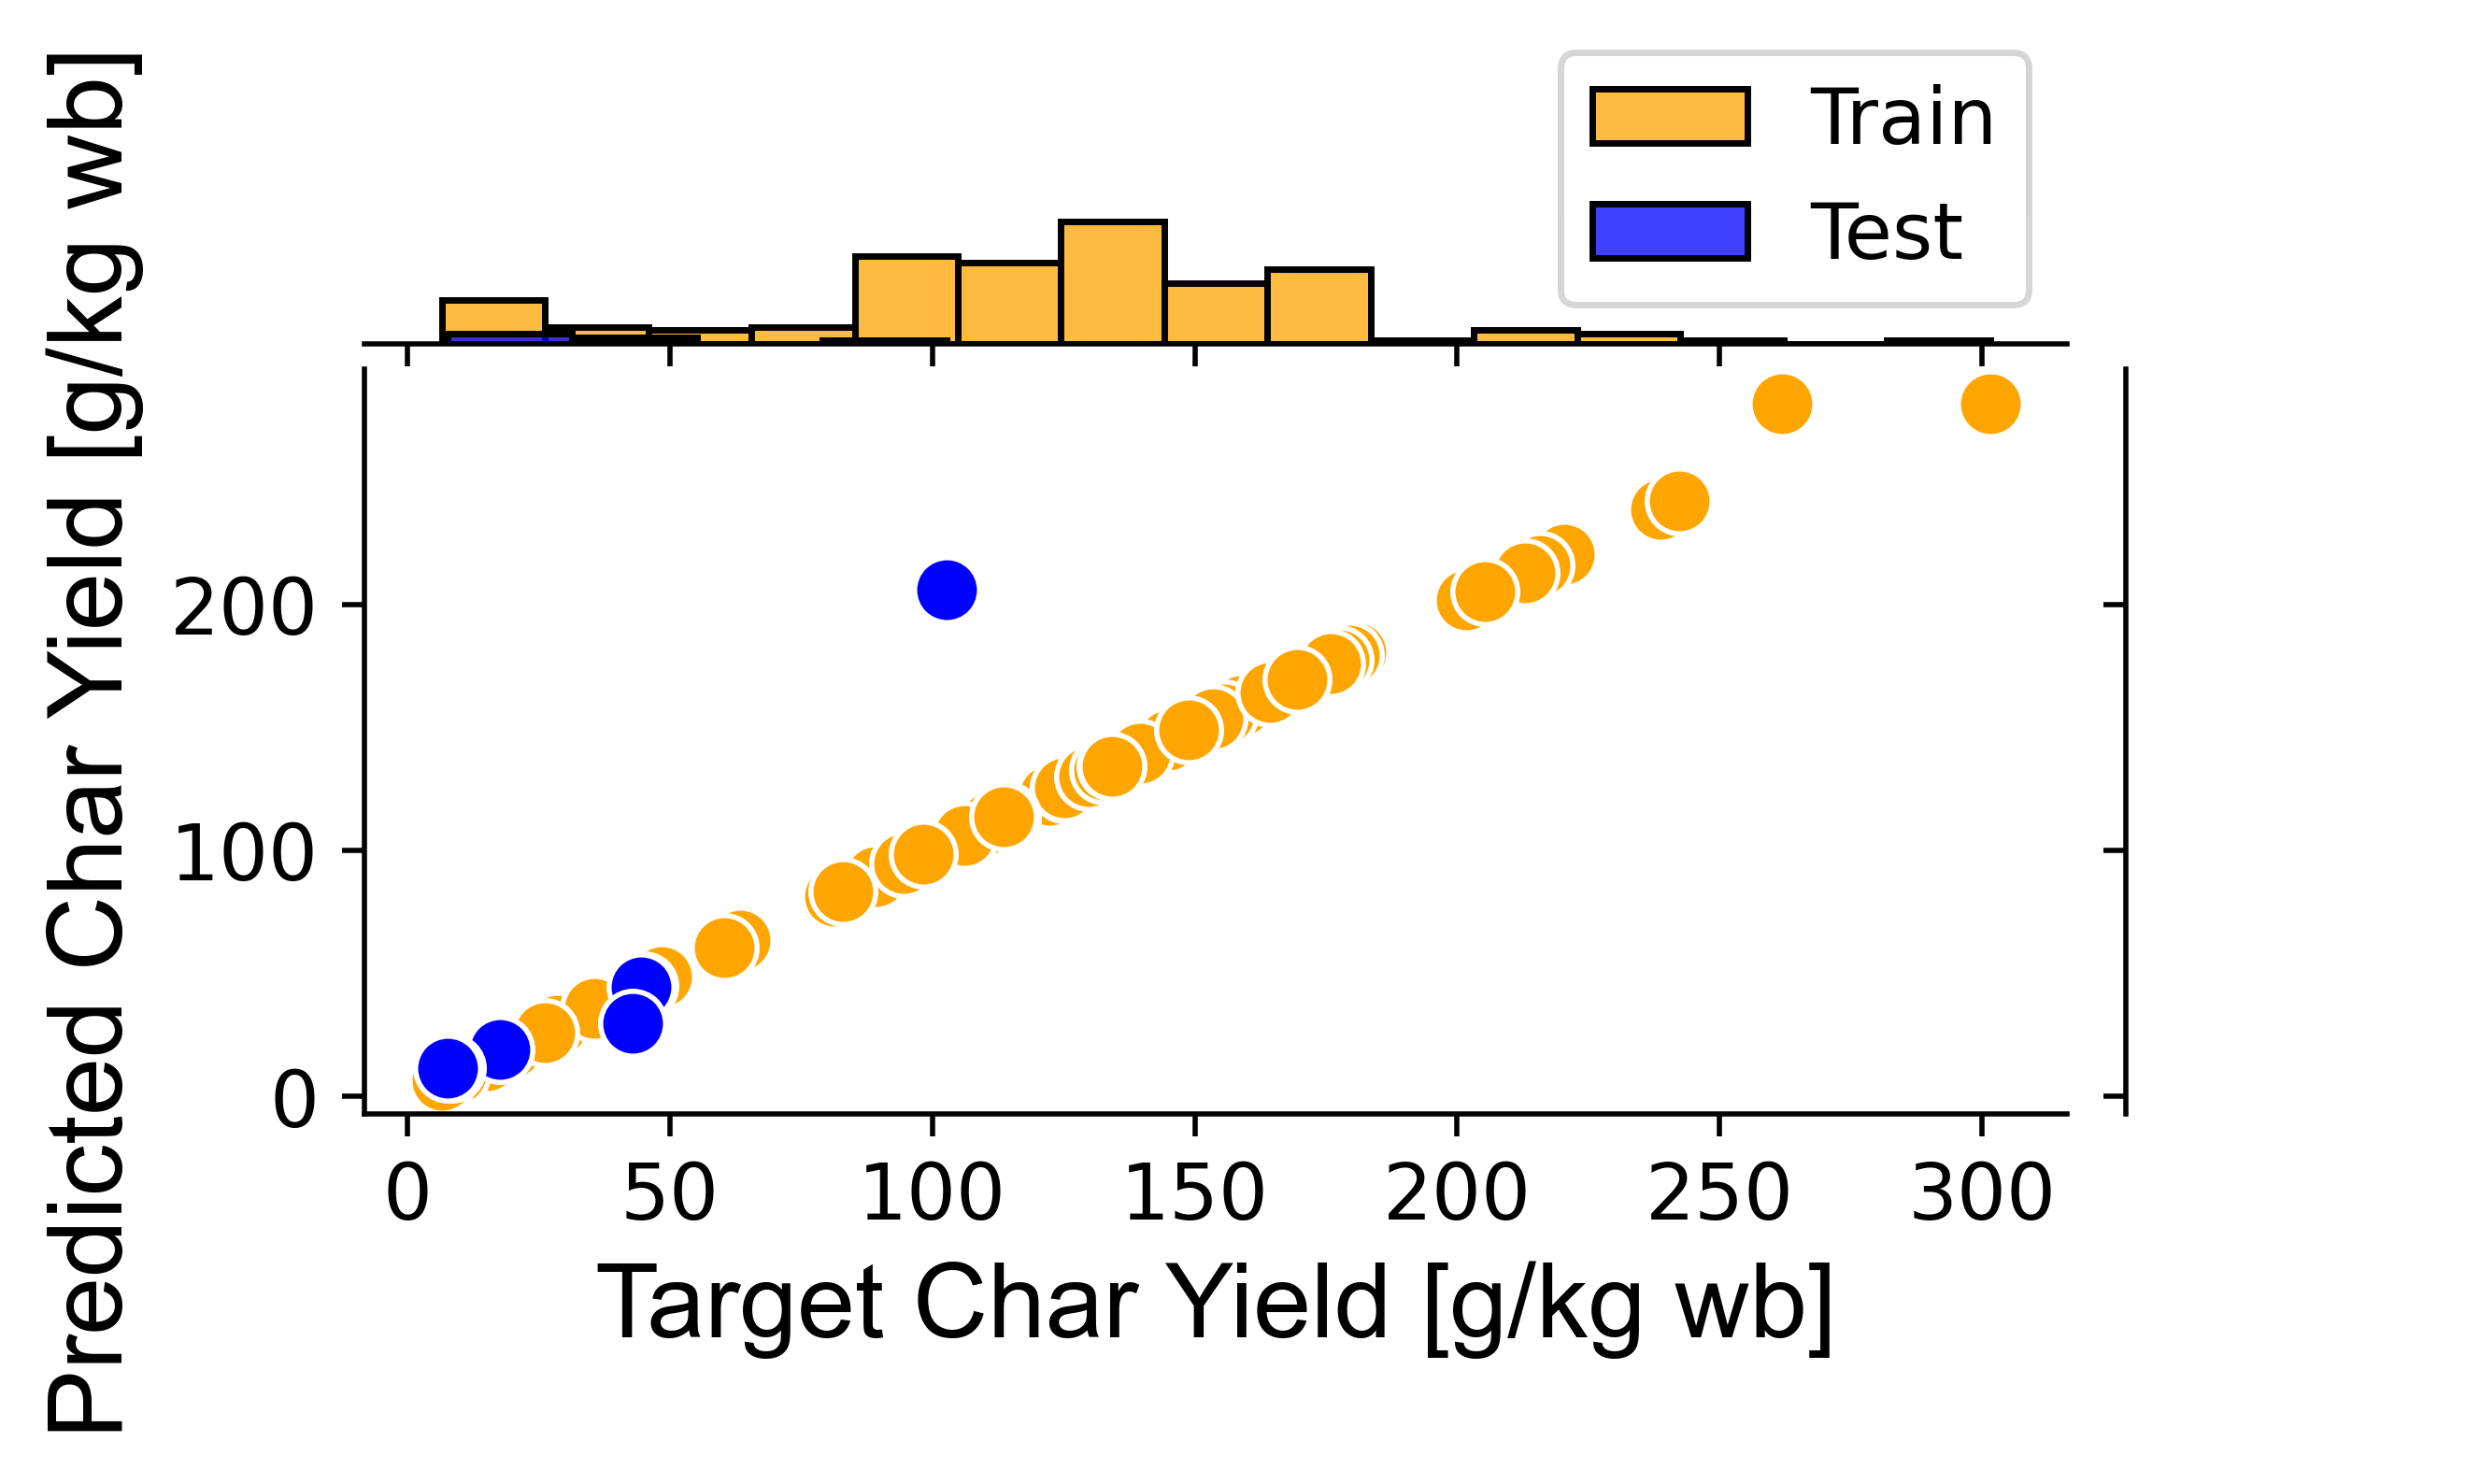 Train
Test
Predicted Char Yield [g/kg wb]
200
100
0
0 50 100 150 200 250 300
Target Char Yield [g/kg wb]